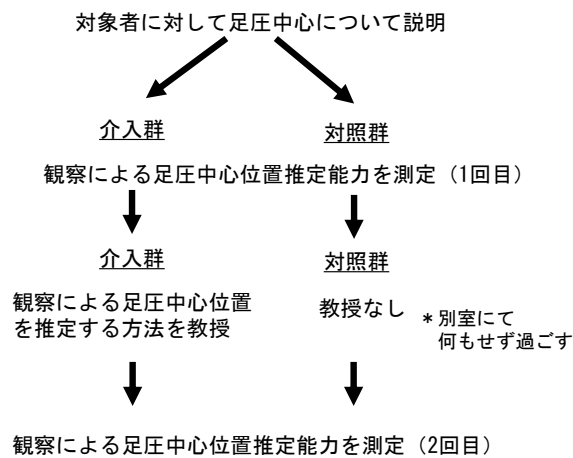 対象者に対して足圧中心について説明
介入群
対照群
観察による足圧中心位置推定能力を測定（1回目）
介入群
対照群
観察による足圧中心位置
を推定する方法を教授
教授なし
＊別室にて
何もせず過ごす
観察による足圧中心位置推定能力を測定（2回目）